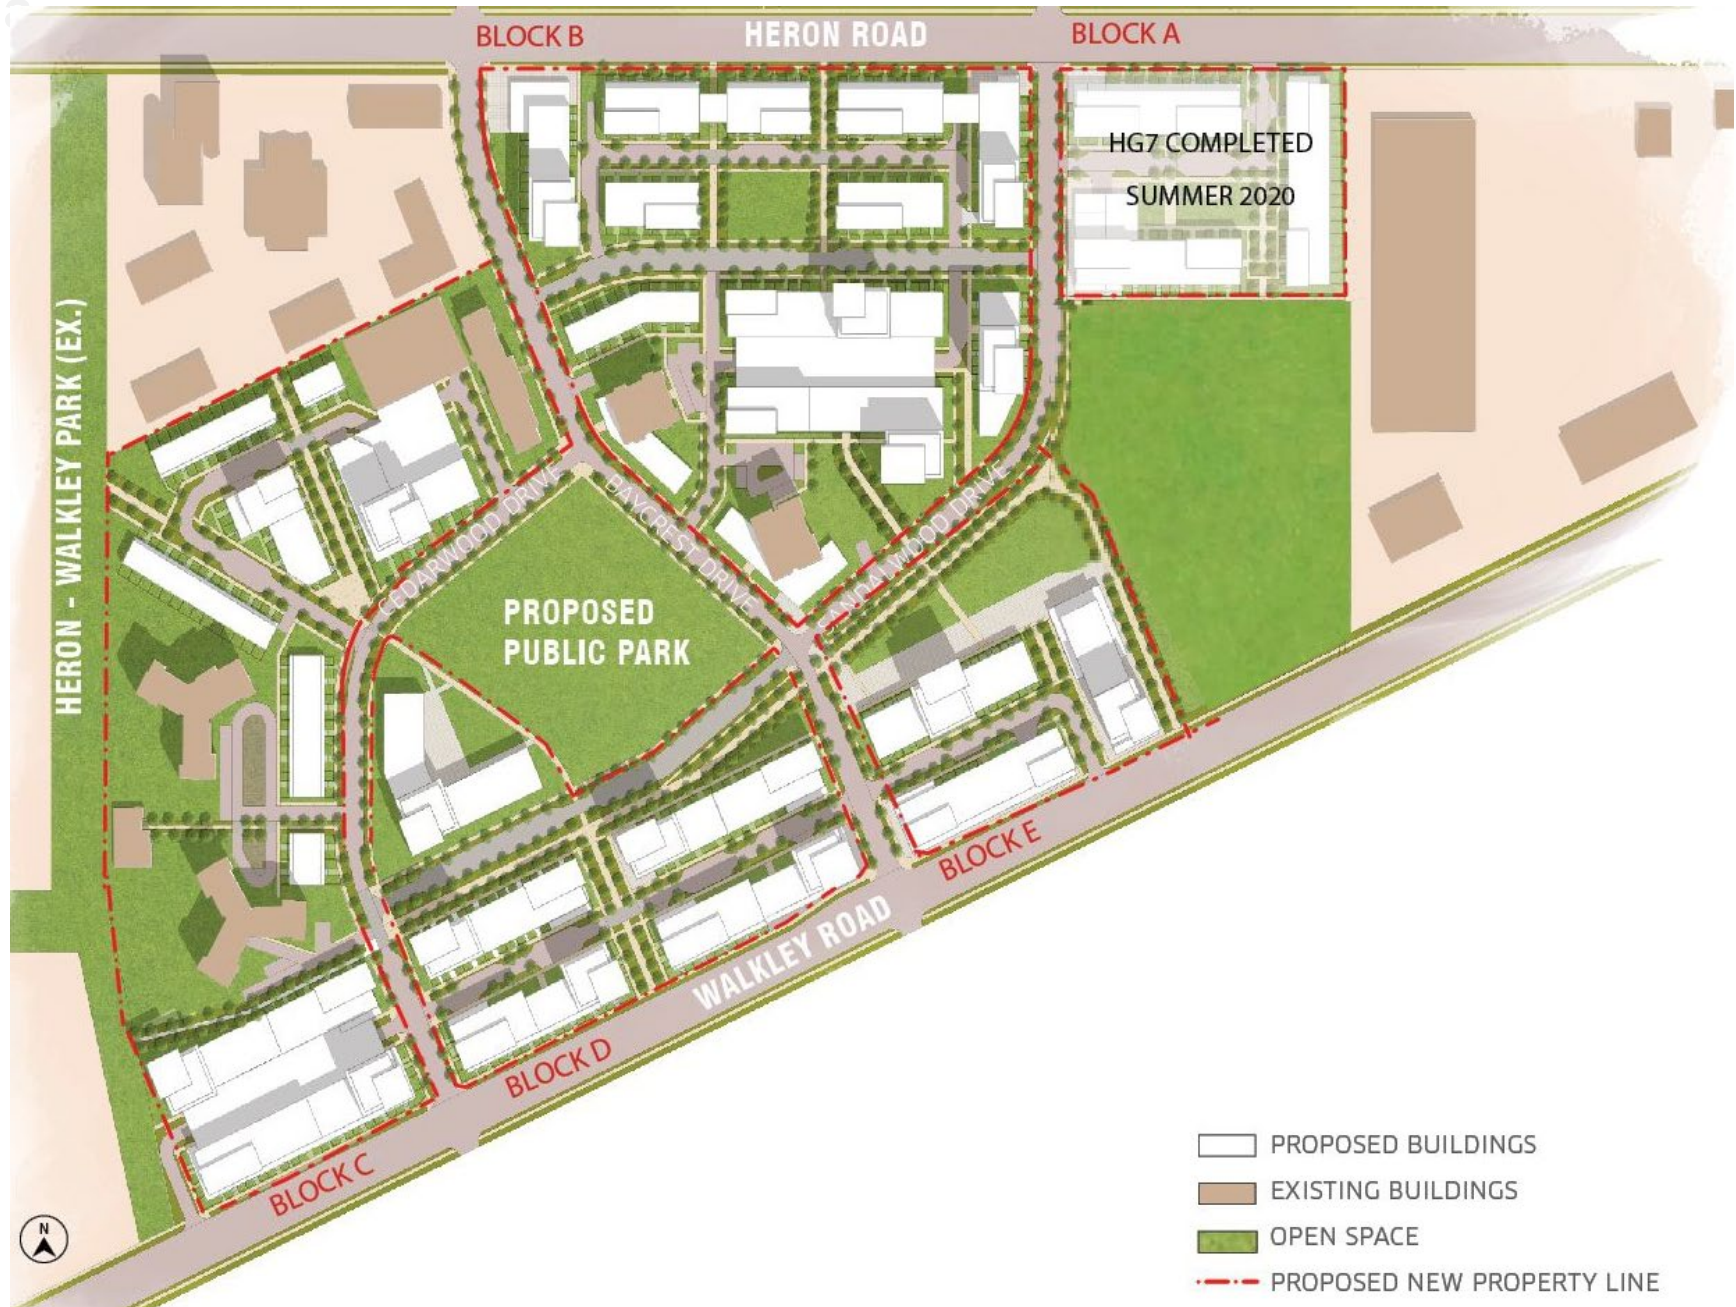 BLOCK B
HERON ROAD
BLOCK A
HG7 COMPLETED
SUMMER 2020
HERON - WALKLEY PARK (EX.)
CEDARWOOD DRIVE
BAYCREST DRIVE
SANDALWOOD DRIVE
PROPOSED
PUBLIC PARK
BLOCK E
WALKLEY ROAD
BLOCK D
BLOCK C
N
PROPOSED BUILDINGS
EXISTING BUILDINGS
OPEN SPACE
PROPOSED NEW PROPERTY LINE